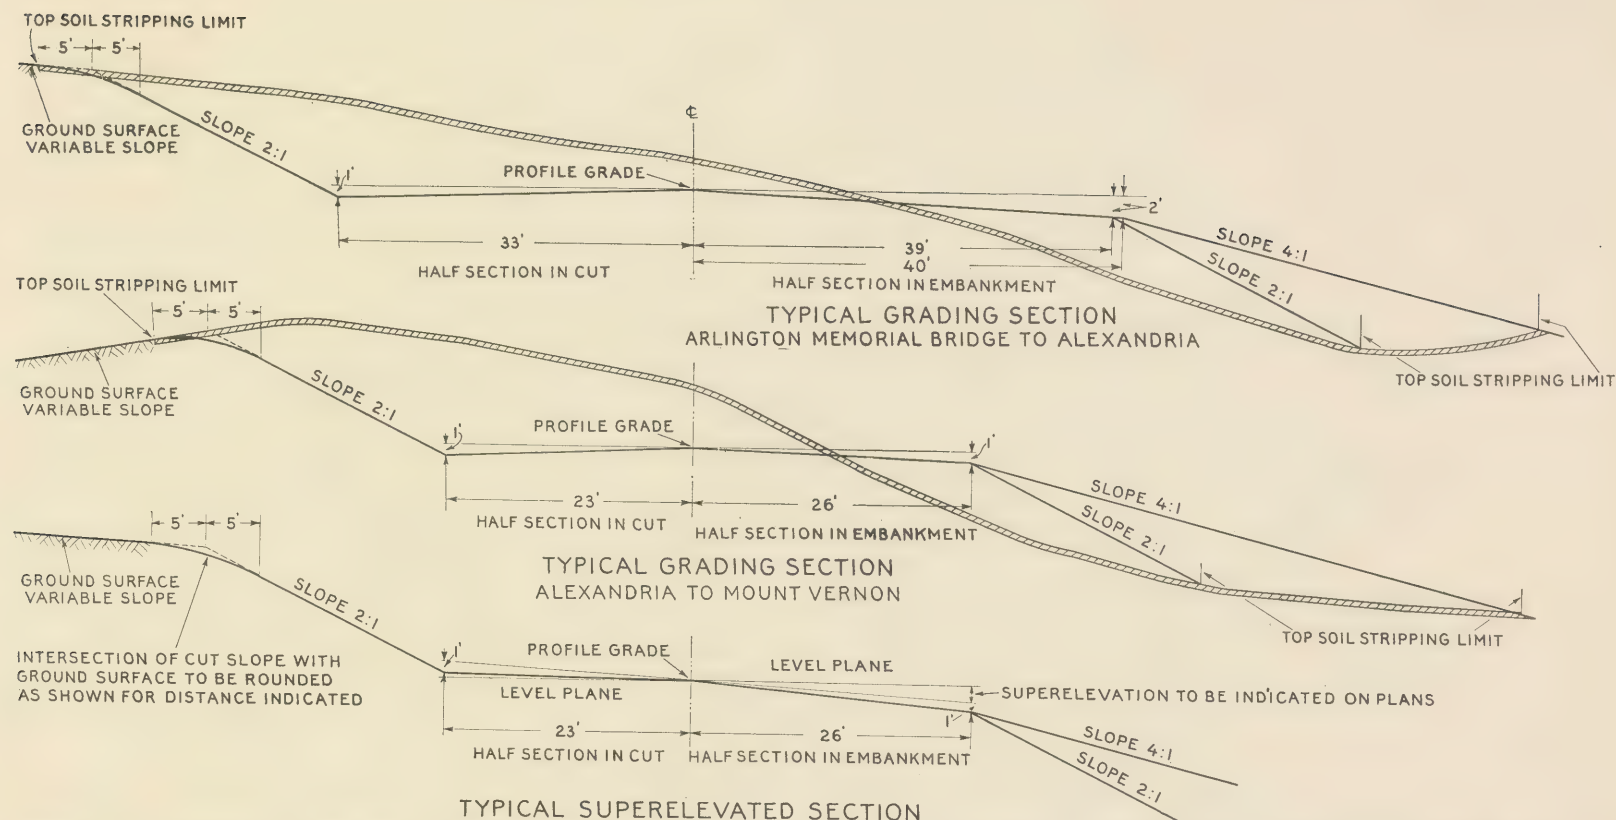 TOP SOIL STRIPPING LIMIT
5' 5'
GROUND SURFACE
VARIABLE SLOPE
SLOPE 2:1
1'
PROFILE GRADE
℄
2'
33'
HALF SECTION IN CUT
39'
40'
HALF SECTION IN EMBANKMENT
SLOPE 4:1
SLOPE 2:1
TOP SOIL STRIPPING LIMIT
TYPICAL GRADING SECTION
ARLINGTON MEMORIAL BRIDGE TO ALEXANDRIA
TOP SOIL STRIPPING LIMIT
5' 5'
GROUND SURFACE
VARIABLE SLOPE
SLOPE 2:1
1'
PROFILE GRADE
1'
23'
HALF SECTION IN CUT
26'
HALF SECTION IN EMBANKMENT
SLOPE 4:1
SLOPE 2:1
TOP SOIL STRIPPING LIMIT
TYPICAL GRADING SECTION
ALEXANDRIA TO MOUNT VERNON
5' 5'
GROUND SURFACE
VARIABLE SLOPE
SLOPE 2:1
INTERSECTION OF CUT SLOPE WITH
GROUND SURFACE TO BE ROUNDED
AS SHOWN FOR DISTANCE INDICATED
1'
PROFILE GRADE
LEVEL PLANE
LEVEL PLANE
SUPERELEVATION TO BE INDICATED ON PLANS
1'
23'
HALF SECTION IN CUT
26'
HALF SECTION IN EMBANKMENT
SLOPE 4:1
SLOPE 2:1
TYPICAL SUPERELEVATED SECTION